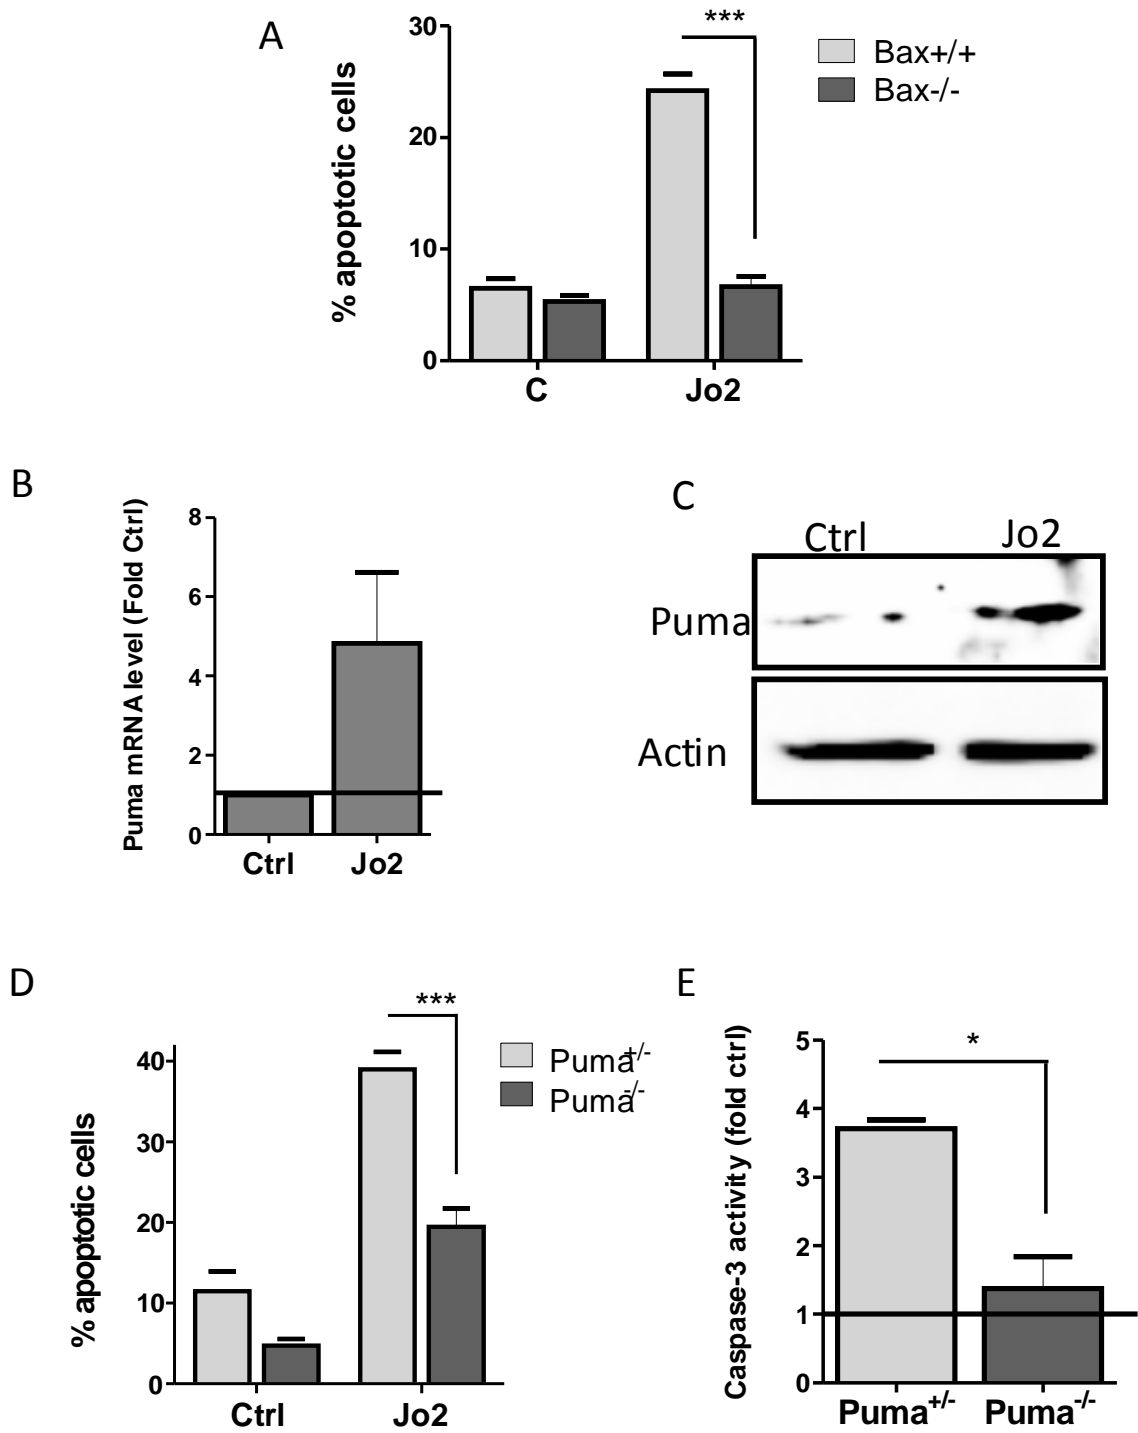 A
% apoptotic cells
30
20
10
0
***
Bax+/+
Bax-/-
C
Jo2
B
Puma mRNA level (Fold Ctrl)
8
6
4
2
0
Ctrl
Jo2
C
Ctrl
Jo2
Puma
Actin
D
% apoptotic cells
40
30
20
10
0
***
Puma+/-
Puma-/-
Ctrl
Jo2
E
Caspase-3 activity (fold ctrl)
5
4
3
2
1
0
*
Puma+/-
Puma-/-